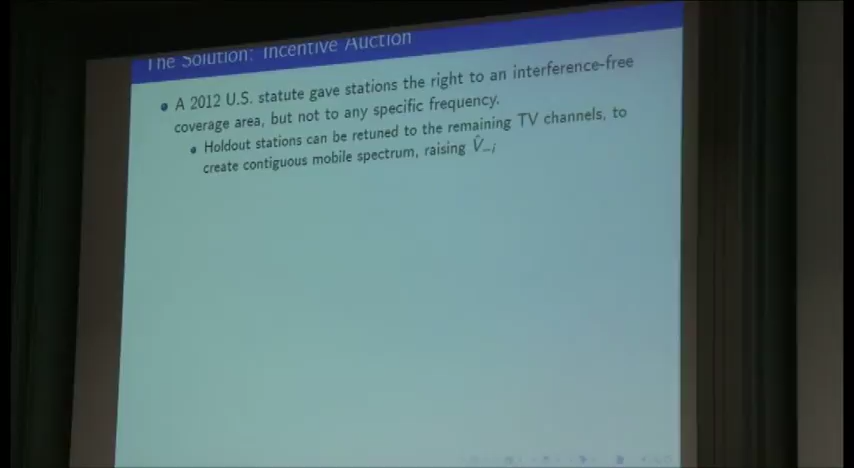 The Solution: Incentive Auction
A 2012 U.S. statute gave stations the right to an interference-free
coverage area, but not to any specific frequency.
Holdout stations can be retuned to the remaining TV channels, to
create contiguous mobile spectrum, raising V̂₋ᵢ